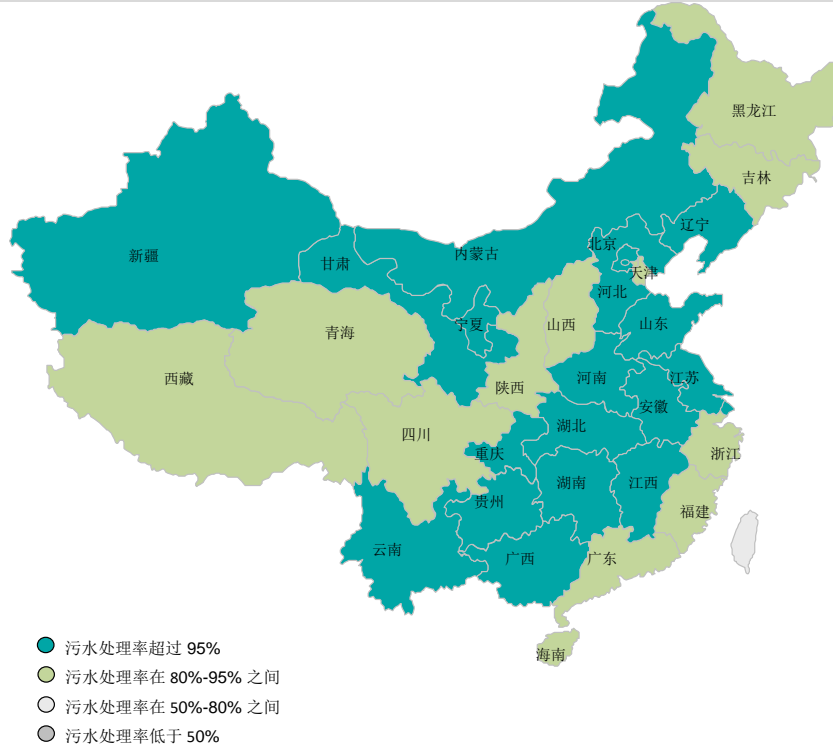 黑龙江
吉林
辽宁
内蒙古
北京
新疆
甘肃
天津
河北
宁夏
山西
山东
青海
西藏
陕西
河南
江苏
安徽
四川
湖北
重庆
浙江
湖南
江西
贵州
福建
云南
广西
广东
海南
污水处理率超过 95%
污水处理率在 80%-95% 之间
污水处理率在 50%-80% 之间
污水处理率低于 50%